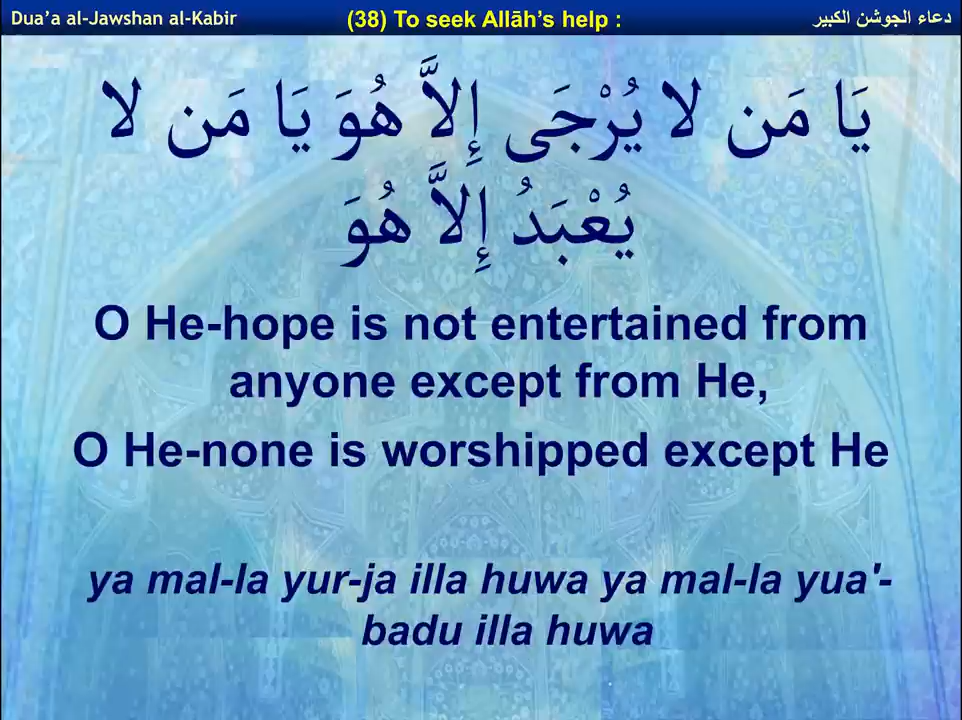 Dua’a al-Jawshan al-Kabir
(38) To seek Allāh’s help :
دعاء الجوشن الكبير
يَا مَن لا يُرْجَى إِلاَّ هُوَ يَا مَن لا
يُعْبَدُ إِلاَّ هُوَ
O He-hope is not entertained from
anyone except from He,
O He-none is worshipped except He
ya mal-la yur-ja illa huwa ya mal-la yua'-
badu illa huwa